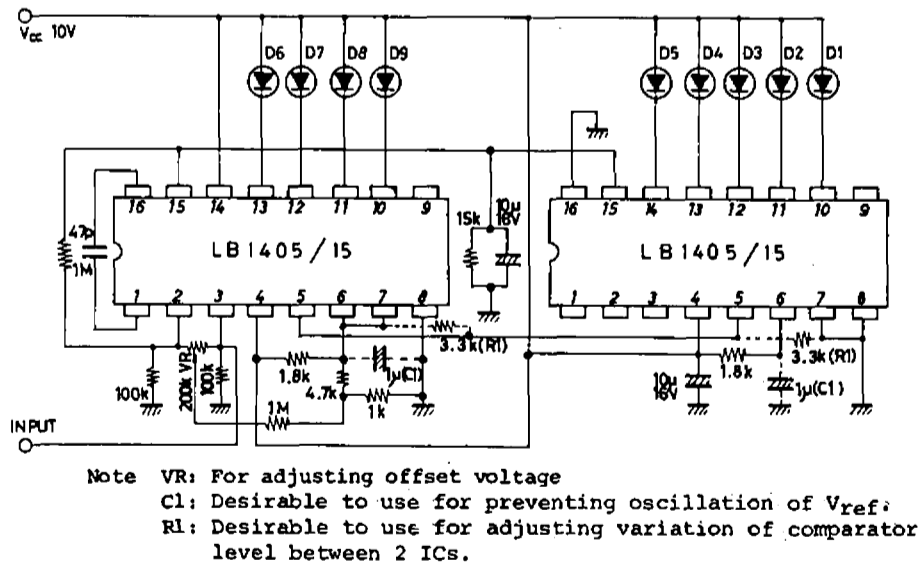 Vcc 10V
D6 D7 D8 D9 D5 D4 D3 D2 D1
16 15 14 13 12 11 10 9
16 15 14 13 12 11 10 9
47p
1M
LB1405/15
15k
10μ
16V
LB1405/15
1 2 3 4 5 6 7 8
1 2 3 4 5 6 7 8
3.3k(R1)
3.3k(R1)
100k
200k VR
100k
1.8k
4.7k
1μ(C1)
1k
1M
10μ
16V
1.8k
1μ(C1)
INPUT
Note VR: For adjusting offset voltage
C1: Desirable to use for preventing oscillation of Vref.
R1: Desirable to use for adjusting variation of comparator
level between 2 ICs.